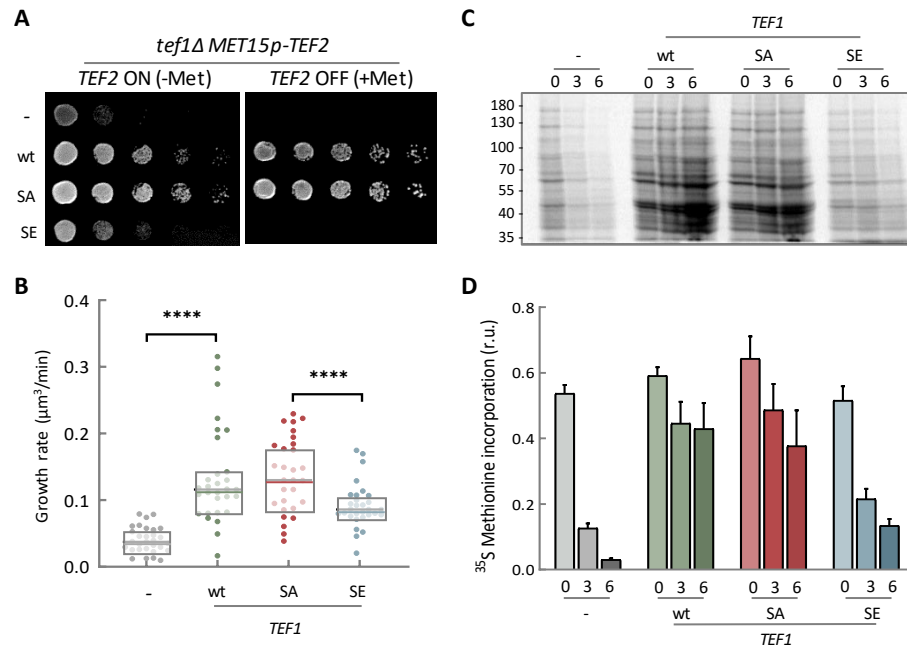 A
tef1Δ MET15p-TEF2
TEF2 ON (-Met) TEF2 OFF (+Met)
-
wt
SA
SE
B
****
****
Growth rate (μm³/min)
0.4
0.3
0.2
0.1
0.0
- wt SA SE
TEF1
C
TEF1
- wt SA SE
0 3 6 0 3 6 0 3 6 0 3 6
180
130
100
70
55
40
35
D
³⁵S Methionine incorporation (r.u.)
0.8
0.6
0.4
0.2
0.0
0 3 6 0 3 6 0 3 6 0 3 6
- wt SA SE
TEF1